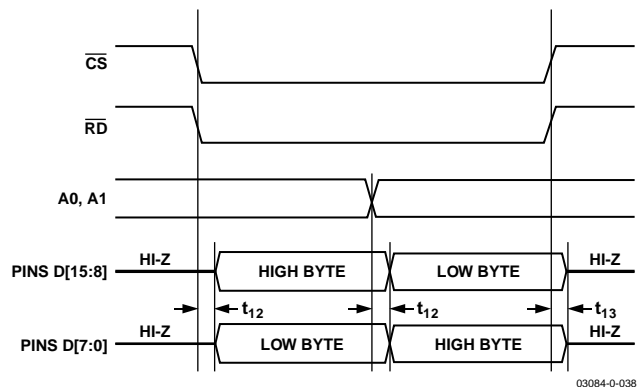 CS
RD
A0, A1
PINS D[15:8] HI-Z HIGH BYTE LOW BYTE HI-Z
t12 t12 t13
PINS D[7:0] HI-Z LOW BYTE HIGH BYTE HI-Z
03084-0-038